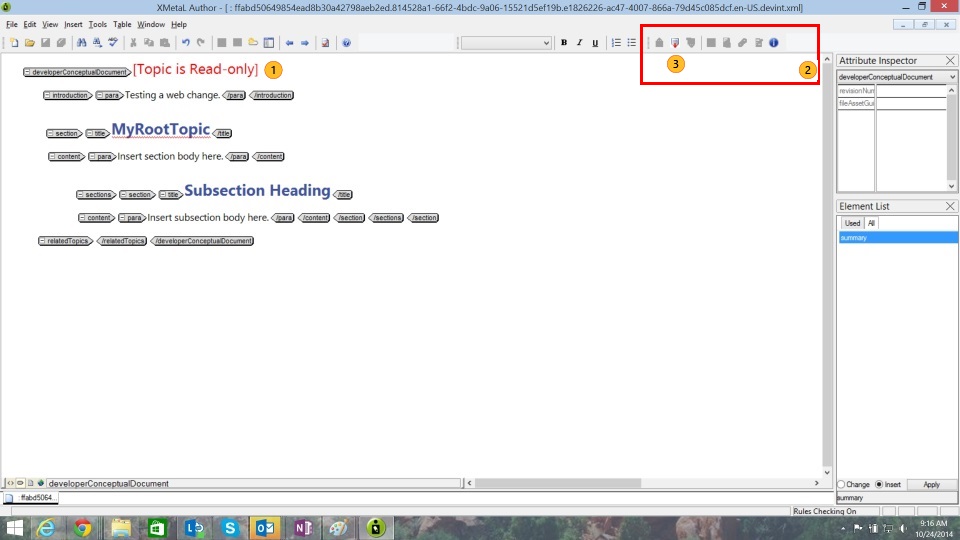 XMetaL Author - [ : ffabd50649854ead8b30a42798aeb2ed.814528a1-66f2-4bdc-9a06-15521d5ef19b.e1826226-ac47-4007-866a-79d45c085dcf.en-US.devint.xml]
File Edit View Insert Tools Table Window Help
B I U
3 2
developerConceptualDocument [Topic is Read-only] 1
introduction para Testing a web change. /para /introduction
section title MyRootTopic /title
content para Insert section body here. /para /content
sections section title Subsection Heading /title
content para Insert subsection body here. /para /content /section /sections /section
relatedTopics /relatedTopics /developerConceptualDocument
Attribute Inspector
developerConceptualDocument
revisionNun
fileAssetGui
Element List
Used All
summary
Change Insert Apply
summary
developerConceptualDocument
: ffabd5064...
Rules Checking On
9:16 AM
10/24/2014